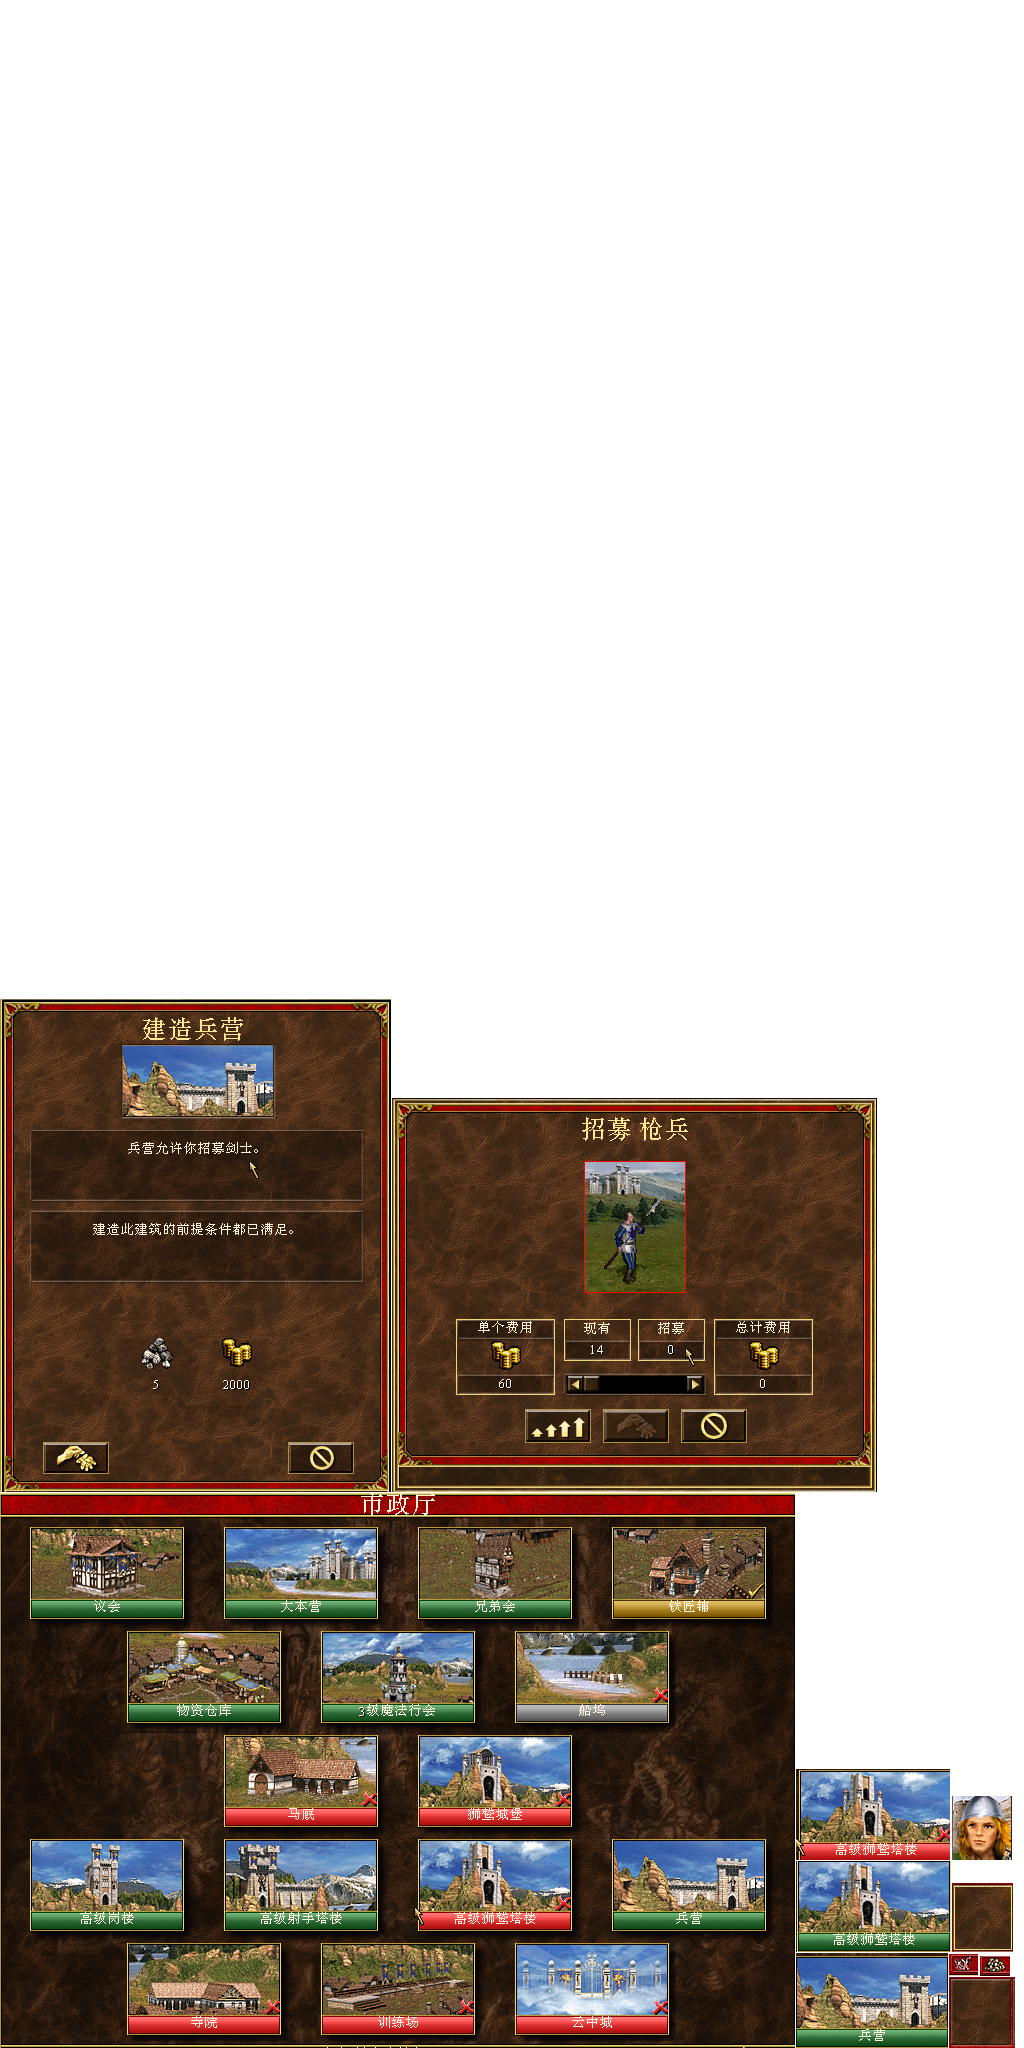 建造兵营
兵营允许你招募剑士。
建造此建筑的前提条件都已满足。
5
2000
招募 枪兵
单个费用
现有
招募
总计费用
14
0
60
0
市政厅
议会
大本营
兄弟会
铁匠铺
物资仓库
3级魔法行会
船坞
马厩
狮鹫城堡
高级岗楼
高级射手塔楼
高级狮鹫塔楼
兵营
寺院
训练场
云中城
高级狮鹫塔楼
高级狮鹫塔楼
兵营